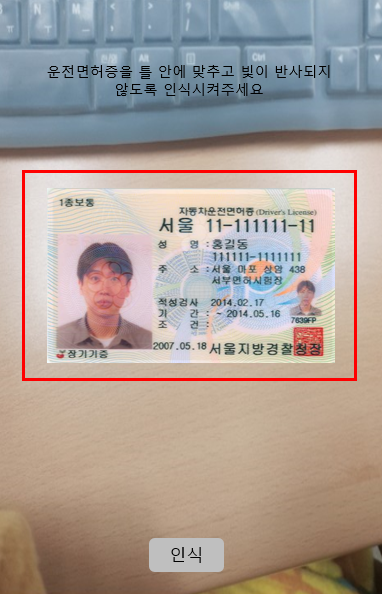 운전면허증을 틀 안에 맞추고 빛이 반사되지
않도록 인식시켜주세요
1종보통
자동차운전면허증(Driver's License)
서울 11-111111-11
성 명 : 홍길동
111111-1111111
주 소 : 서울 마포 상암 438
서부면허시험장
적성검사 2014.02.17
기 간 : ~ 2014.05.16
조 건 :
7639FP
2007.05.18 서울지방경찰청장
장기기증
인식